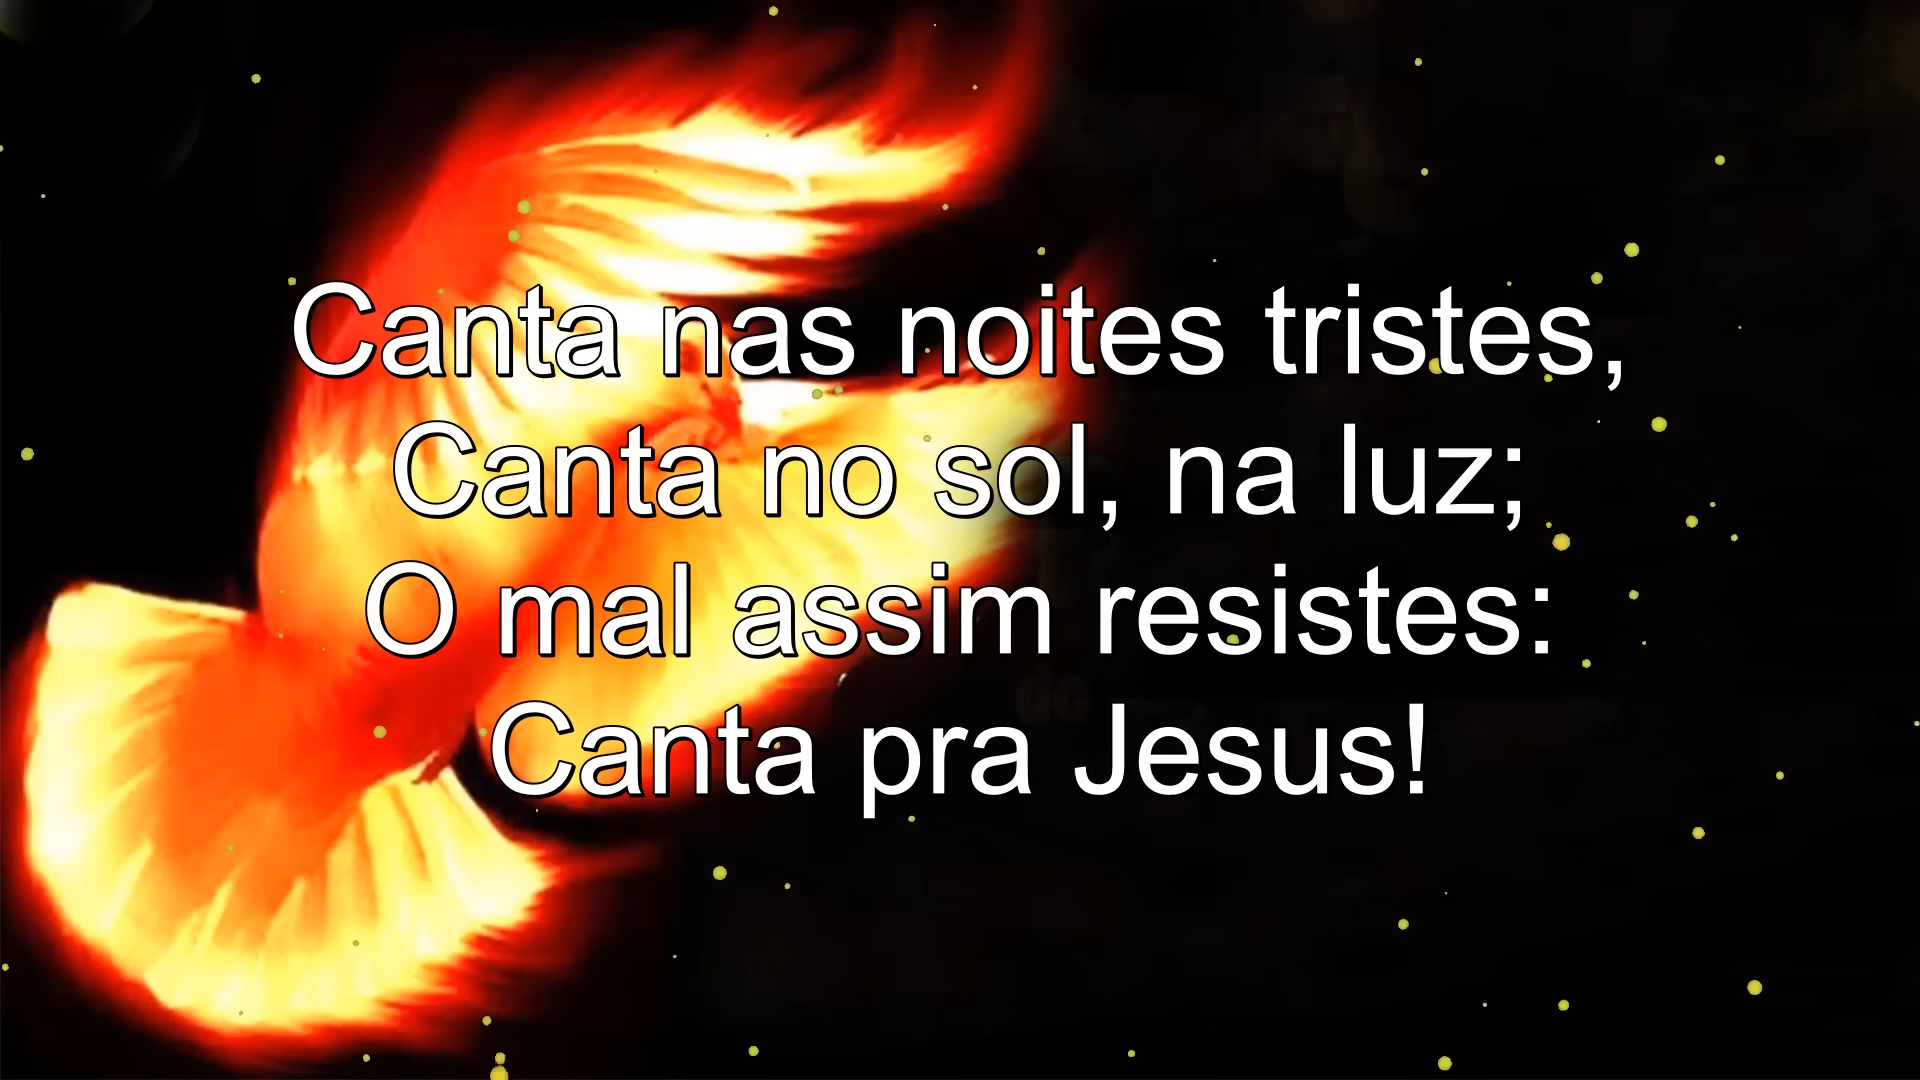 Canta nas noites tristes,
Canta no sol, na luz;
O mal assim resistes:
Canta pra Jesus!